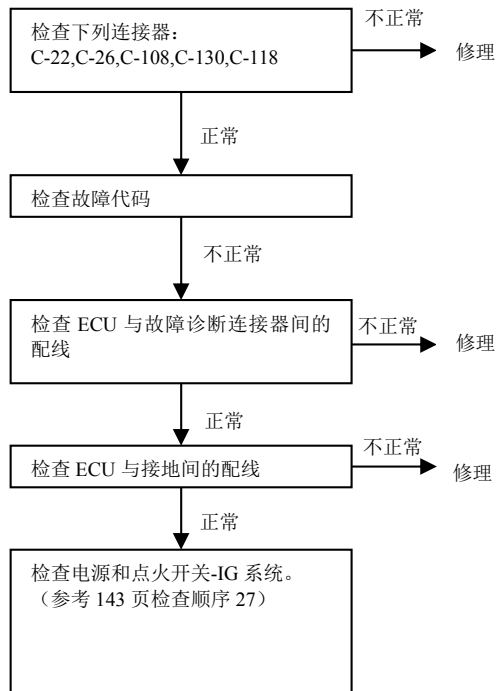 检查下列连接器：
C-22,C-26,C-108,C-130,C-118
不正常
修理
正常
检查故障代码
不正常
检查 ECU 与故障诊断连接器间的
配线
不正常
修理
正常
检查 ECU 与接地间的配线
不正常
修理
正常
检查电源和点火开关-IG 系统。
（参考 143 页检查顺序 27）